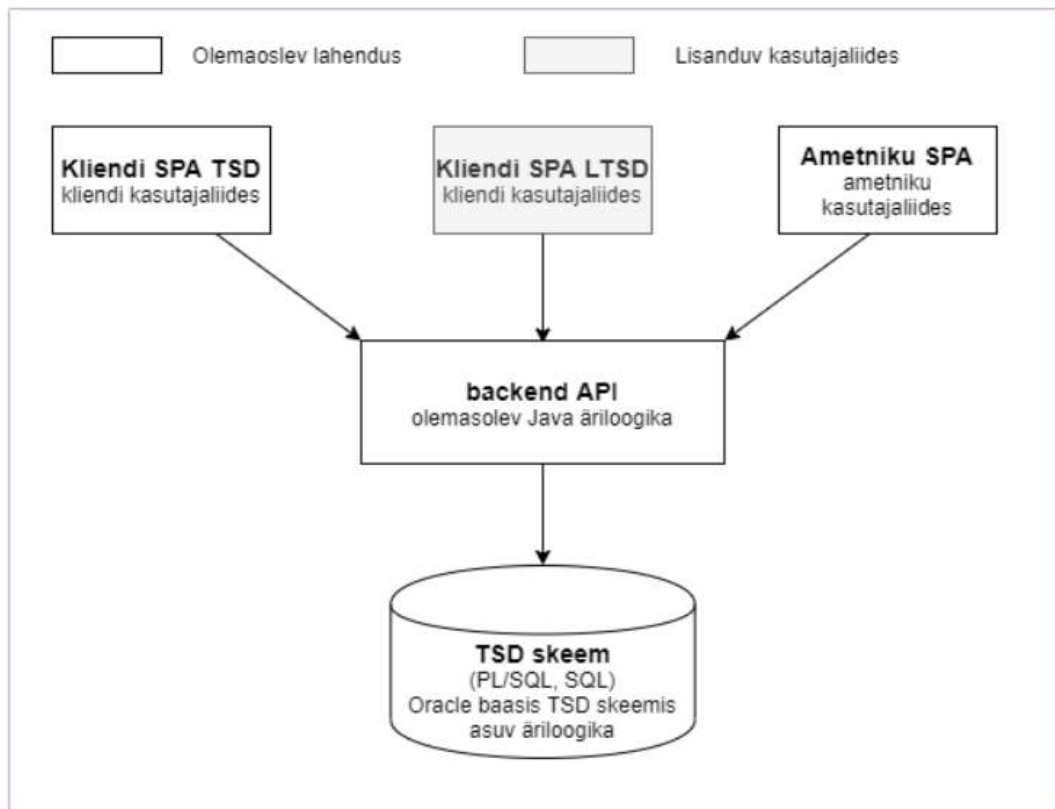 Olemaoslev lahendus
Lisanduv kasutajaliides
Kliendi SPA TSD
kliendi kasutajaliides
Kliendi SPA LTSD
kliendi kasutajaliides
Ametniku SPA
ametniku
kasutajaliides
backend API
olemasolev Java äriloogika
TSD skeem
(PL/SQL, SQL)
Oracle baasis TSD skeemis
asuv äriloogika